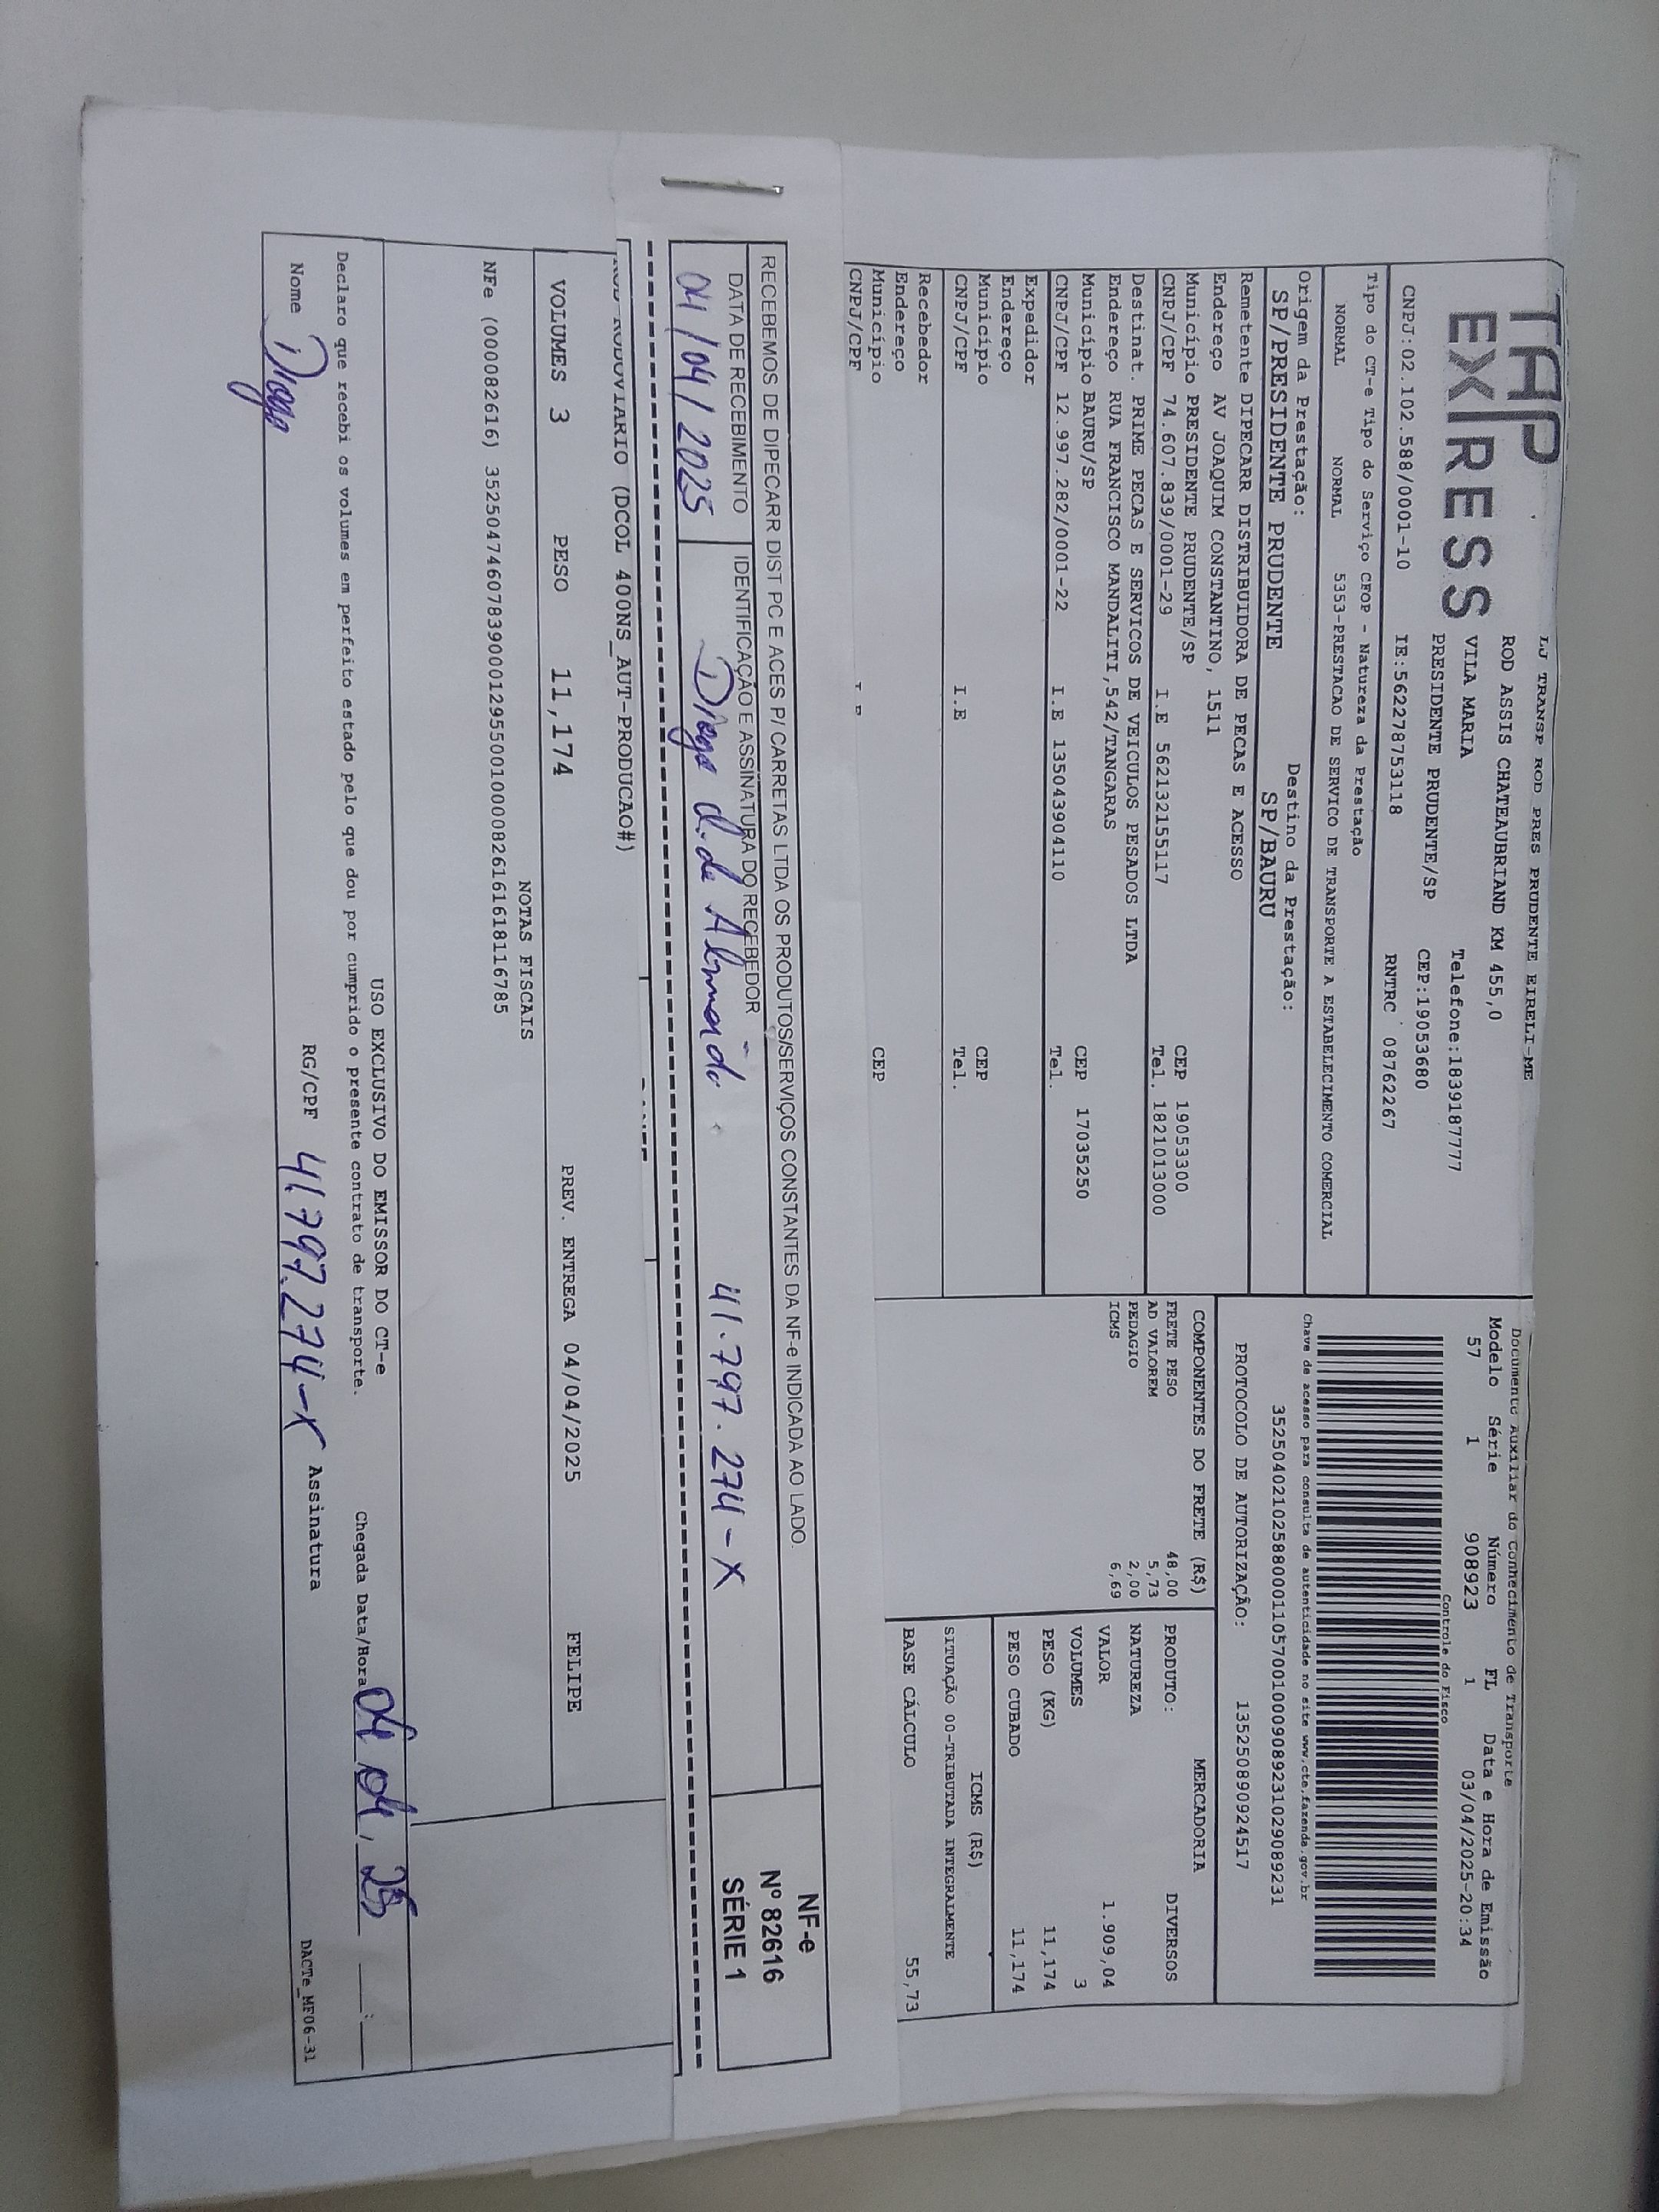 TAP
EXPRESS
LJ TRANSP ROD PRES PRUDENTE EIRELI-ME
ROD ASSIS CHATEAUBRIAND KM 455,0
VILA MARIA Telefone:1839187777
PRESIDENTE PRUDENTE/SP CEP:19053680
CNPJ:02.102.588/0001-10 IE:562278753118 RNTRC 08762267
Documento Auxiliar do Conhecimento de Transporte
Modelo Série Número FL Data e Hora de Emissão
57 1 908923 1 03/04/2025-20:34
Controle do Fisco
Chave de acesso para consulta de autenticidade no site www.cte.fazenda.gov.br
35250402102588000110570010009089231029089231
PROTOCOLO DE AUTORIZAÇÃO: 135250890924517
Tipo do CT-e Tipo do Serviço CFOP - Natureza da Prestação
NORMAL NORMAL 5353-PRESTACAO DE SERVICO DE TRANSPORTE A ESTABELECIMENTO COMERCIAL
Origem da Prestação: Destino da Prestação:
SP/PRESIDENTE PRUDENTE SP/BAURU
Remetente DIPECARR DISTRIBUIDORA DE PECAS E ACESSO
Endereço AV JOAQUIM CONSTANTINO, 1511
Município PRESIDENTE PRUDENTE/SP CEP 19053300
CNPJ/CPF 74.607.839/0001-29 I.E 562132155117 Tel. 1821013000
Destinat. PRIME PECAS E SERVICOS DE VEICULOS PESADOS LTDA
Endereço RUA FRANCISCO MANDALITI,542/TANGARAS
Município BAURU/SP CEP 17035250
CNPJ/CPF 12.997.282/0001-22 I.E 135043904110 Tel.
Expedidor
Endereço
Município CEP
CNPJ/CPF I.E Tel.
Recebedor
Endereço
Município CEP
CNPJ/CPF
COMPONENTES DO FRETE (R$)
FRETE PESO 48,00
AD VALOREM 5,73
PEDAGIO 2,00
ICMS 6,69
MERCADORIA
PRODUTO: DIVERSOS
NATUREZA
VALOR 1.909,04
VOLUMES 3
PESO (KG) 11,174
PESO CUBADO 11,174
ICMS (R$)
SITUAÇÃO 00-TRIBUTADA INTEGRALMENTE
BASE CÁLCULO 55,73
RECEBEMOS DE DIPECARR DIST PC E ACES P/ CARRETAS LTDA OS PRODUTOS/SERVIÇOS CONSTANTES DA NF-e INDICADA AO LADO.
DATA DE RECEBIMENTO IDENTIFICAÇÃO E ASSINATURA DO RECEBEDOR
04/04/2025 Diego d. de Almeida 41.797.274-X
NF-e
Nº 82616
SÉRIE 1
RODOVIARIO (DCOL 400NS_AUT-PRODUCAO#)
VOLUMES 3 PESO 11,174 PREV. ENTREGA 04/04/2025 FELIPE
NOTAS FISCAIS
NFe (000082616) 35250474607839000129550010000826161618116785
USO EXCLUSIVO DO EMISSOR DO CT-e
Declaro que recebi os volumes em perfeito estado pelo que dou por cumprido o presente contrato de transporte. Chegada Data/Hora 04 04, 25 __:__
Nome Diego RG/CPF 41797.274-X Assinatura
DACTe_MF06-31